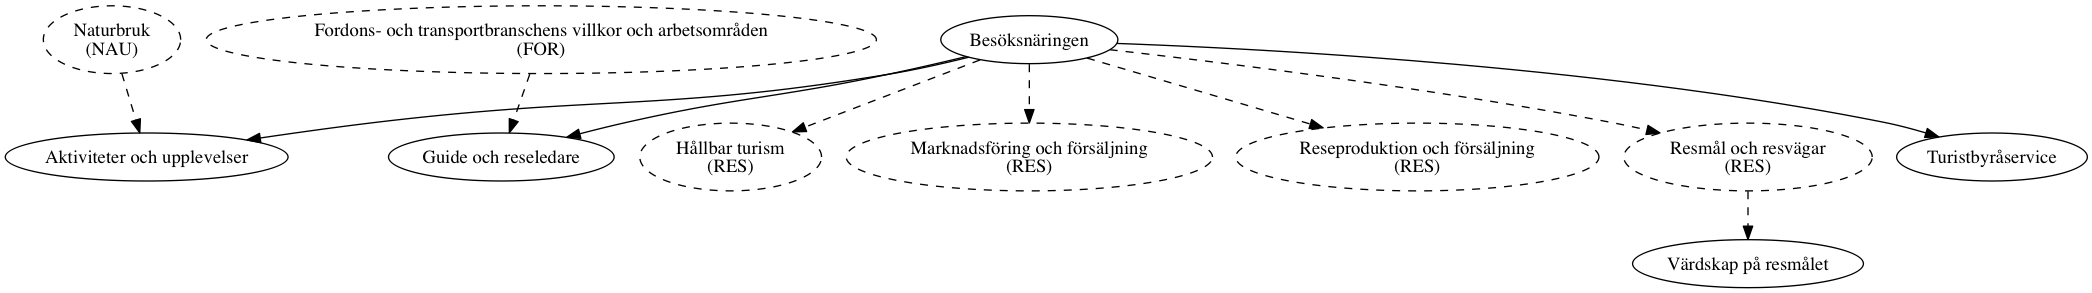 Naturbruk
(NAU)
Fordons- och transportbranschens villkor och arbetsområden
(FOR)
Besöksnäringen
Aktiviteter och upplevelser
Guide och reseledare
Hållbar turism
(RES)
Marknadsföring och försäljning
(RES)
Reseproduktion och försäljning
(RES)
Resmål och resvägar
(RES)
Turistbyråservice
Värdskap på resmålet